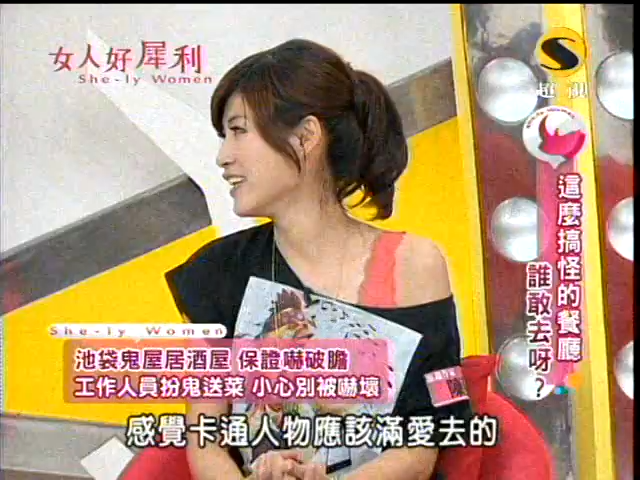 女人好犀利
She-ly Women
超視
這麼搞怪的餐廳
誰敢去呀?
She-ly Women
池袋鬼屋居酒屋 保證嚇破膽
工作人員扮鬼送菜 小心別被嚇壞
感覺卡通人物應該滿愛去的